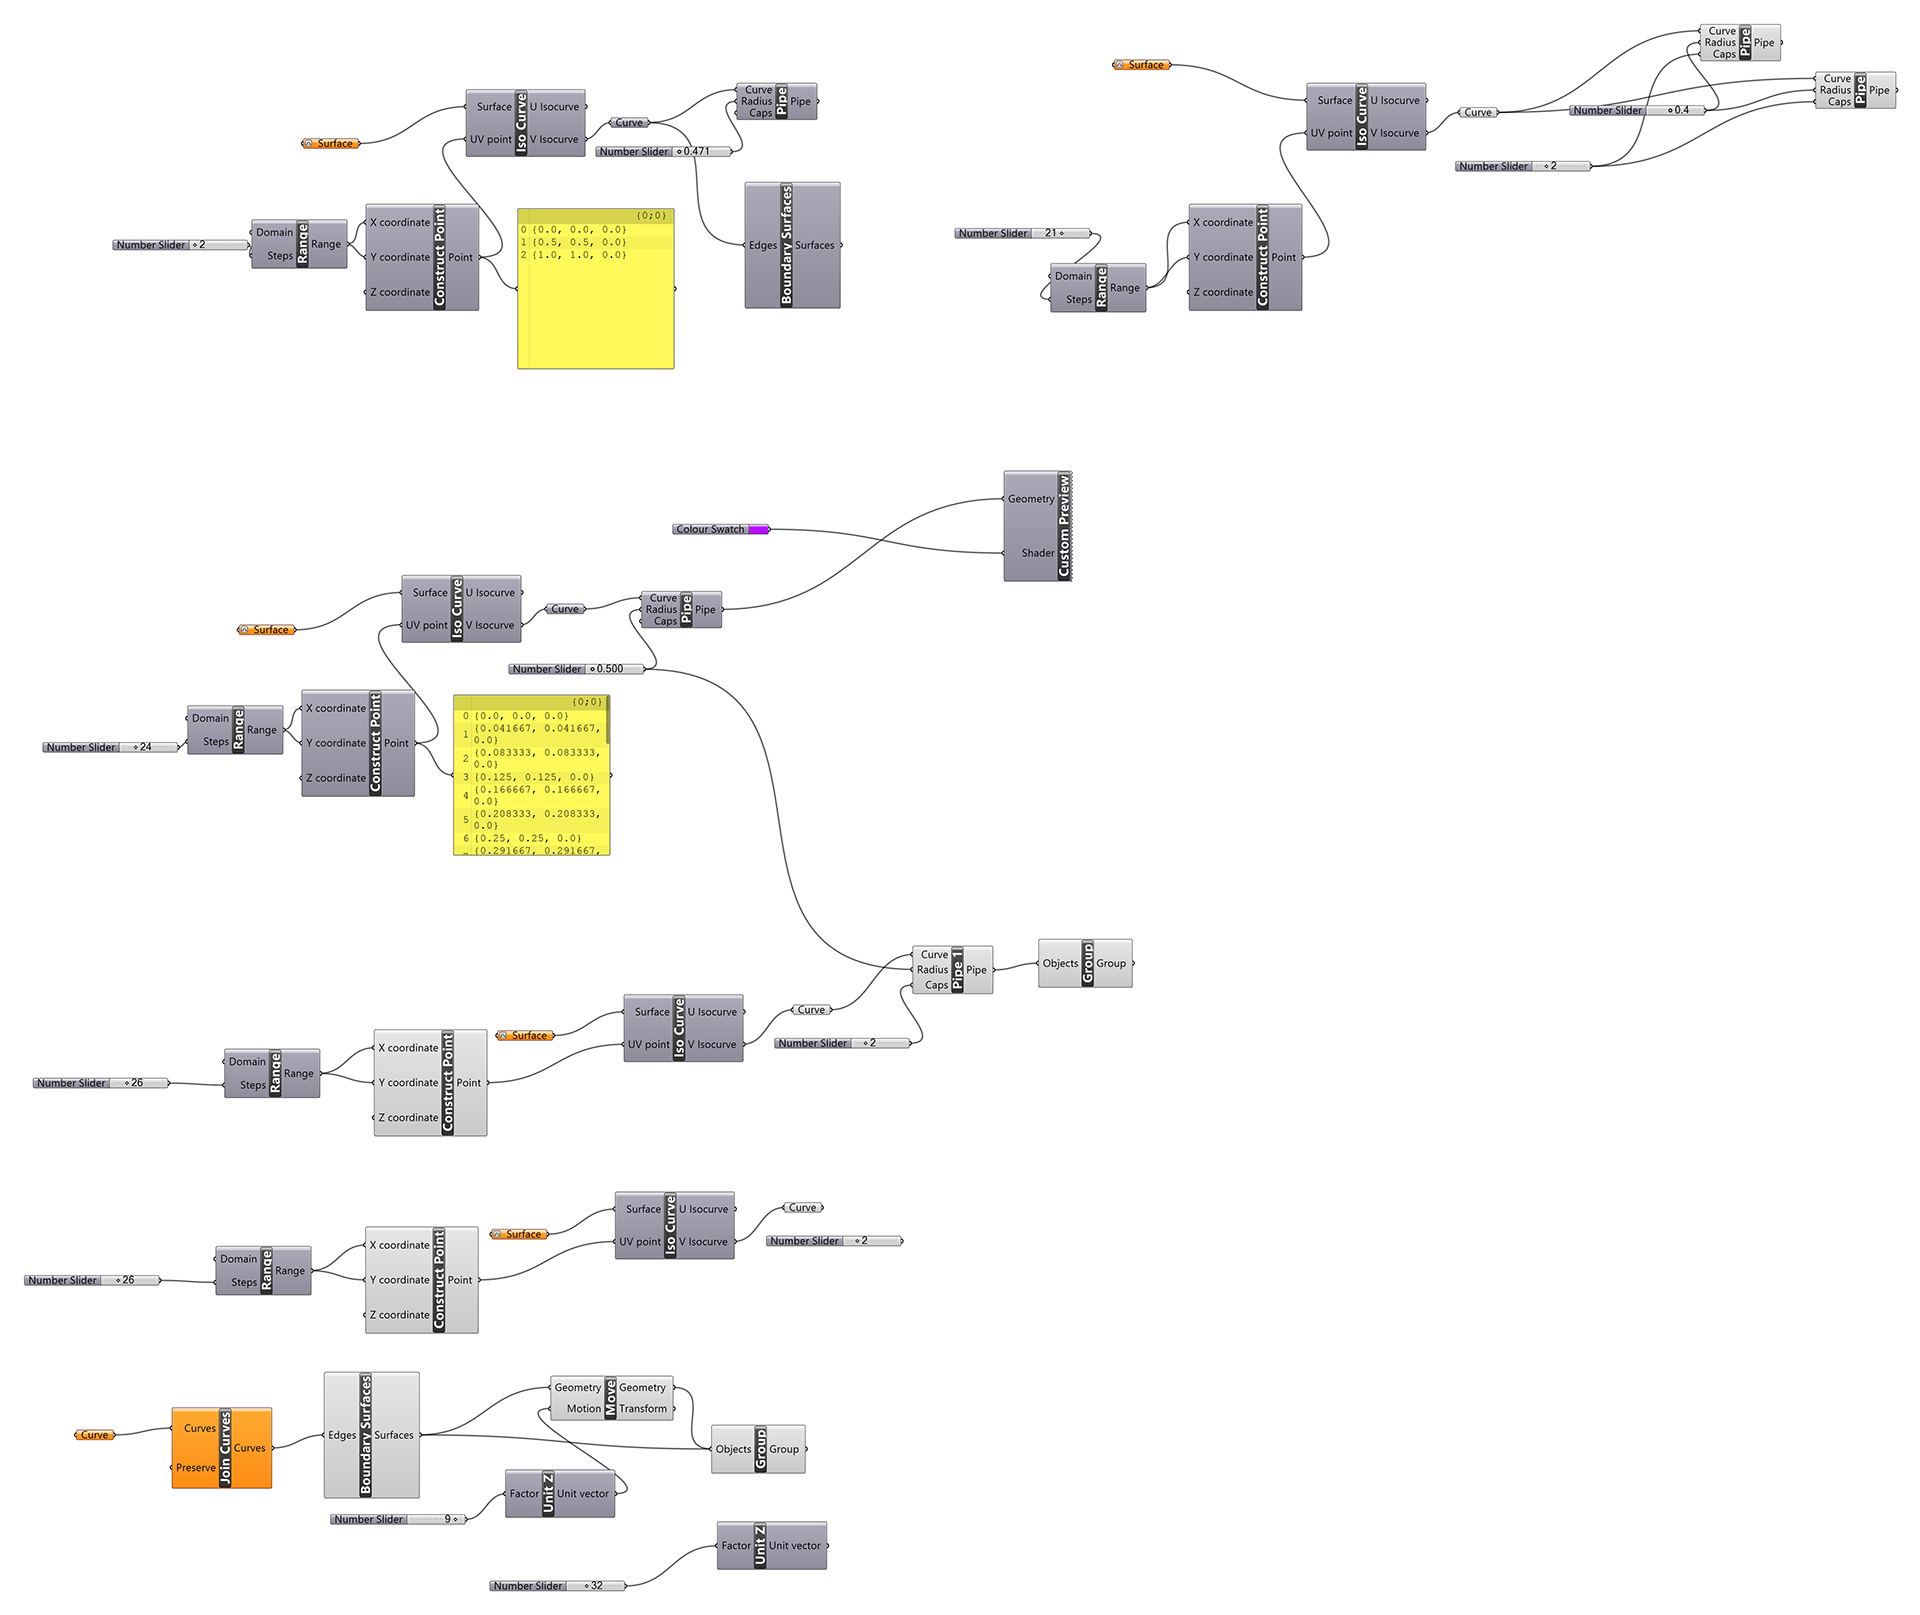 Surface
Number Slider 2
Domain
Steps
Range
Range
X coordinate
Y coordinate
Z coordinate
Construct Point
Point
Surface
UV point
Iso Curve
U Isocurve
V Isocurve
Curve
Number Slider 0.471
Curve
Radius
Caps
Pipe
Pipe
{0;0}
0 {0.0, 0.0, 0.0}
1 {0.5, 0.5, 0.0}
2 {1.0, 1.0, 0.0}
Edges
Boundary Surfaces
Surfaces
Surface
Number Slider 21
Domain
Steps
Range
Range
X coordinate
Y coordinate
Z coordinate
Construct Point
Point
Surface
UV point
Iso Curve
U Isocurve
V Isocurve
Curve
Number Slider 0.4
Number Slider 2
Curve
Radius
Caps
Pipe
Pipe
Curve
Radius
Caps
Pipe
Pipe
Colour Swatch
Geometry
Shader
Custom Preview
Surface
Number Slider 24
Domain
Steps
Range
Range
X coordinate
Y coordinate
Z coordinate
Construct Point
Point
Surface
UV point
Iso Curve
U Isocurve
V Isocurve
Curve
Number Slider 0.500
Curve
Radius
Caps
Pipe
Pipe
{0;0}
0 {0.0, 0.0, 0.0}
1 {0.041667, 0.041667,
0.0}
2 {0.083333, 0.083333,
0.0}
3 {0.125, 0.125, 0.0}
4 {0.166667, 0.166667,
0.0}
5 {0.208333, 0.208333,
0.0}
6 {0.25, 0.25, 0.0}
{0.291667, 0.291667,
Number Slider 26
Domain
Steps
Range
Range
X coordinate
Y coordinate
Z coordinate
Construct Point
Point
Surface
Surface
UV point
Iso Curve
U Isocurve
V Isocurve
Curve
Number Slider 2
Curve
Radius
Caps
Pipe 1
Pipe
Objects
Group
Group
Number Slider 26
Domain
Steps
Range
Range
X coordinate
Y coordinate
Z coordinate
Construct Point
Point
Surface
Surface
UV point
Iso Curve
U Isocurve
V Isocurve
Curve
Number Slider 2
Curve
Curves
Preserve
Join Curves
Curves
Edges
Boundary Surfaces
Surfaces
Number Slider 9
Factor
Unit Z
Unit vector
Geometry
Motion
Move
Geometry
Transform
Objects
Group
Group
Number Slider 32
Factor
Unit Z
Unit vector